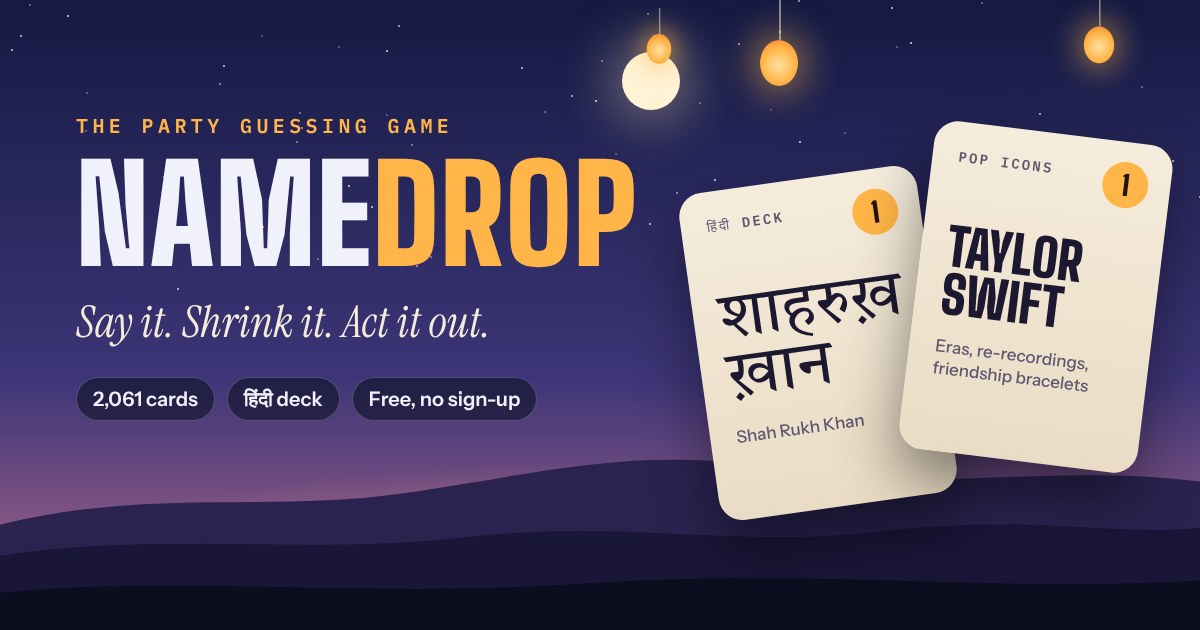 THE PARTY GUESSING GAME
NAMEDROP
Say it. Shrink it. Act it out.
2,061 cards
हिंदी deck
Free, no sign-up
हिंदी DECK
1
शाहरुख़
ख़ान
Shah Rukh Khan
POP ICONS
1
TAYLOR
SWIFT
Eras, re-recordings,
friendship bracelets